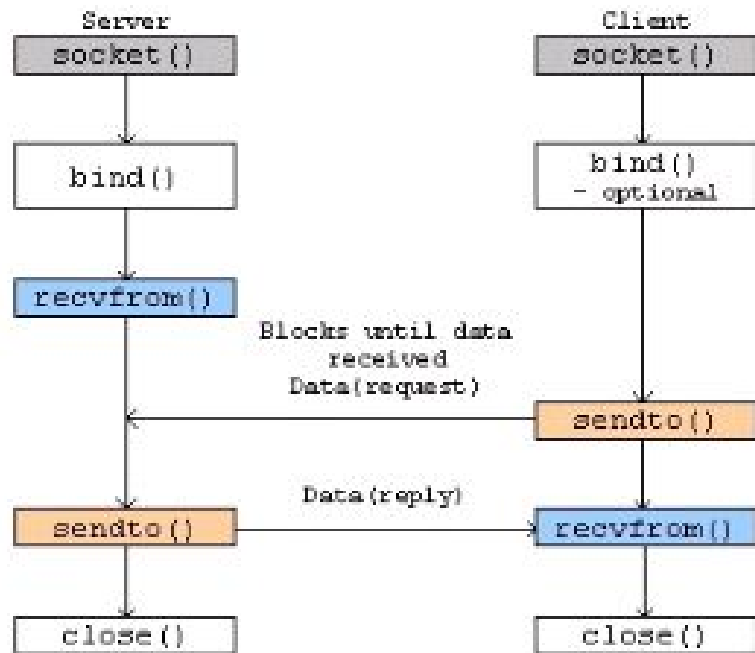 Server
Client
socket()
socket()
bind()
bind()
- optional
recvfrom()
Blocks until data
received
Data(request)
sendto()
Data(reply)
sendto()
recvfrom()
close()
close()